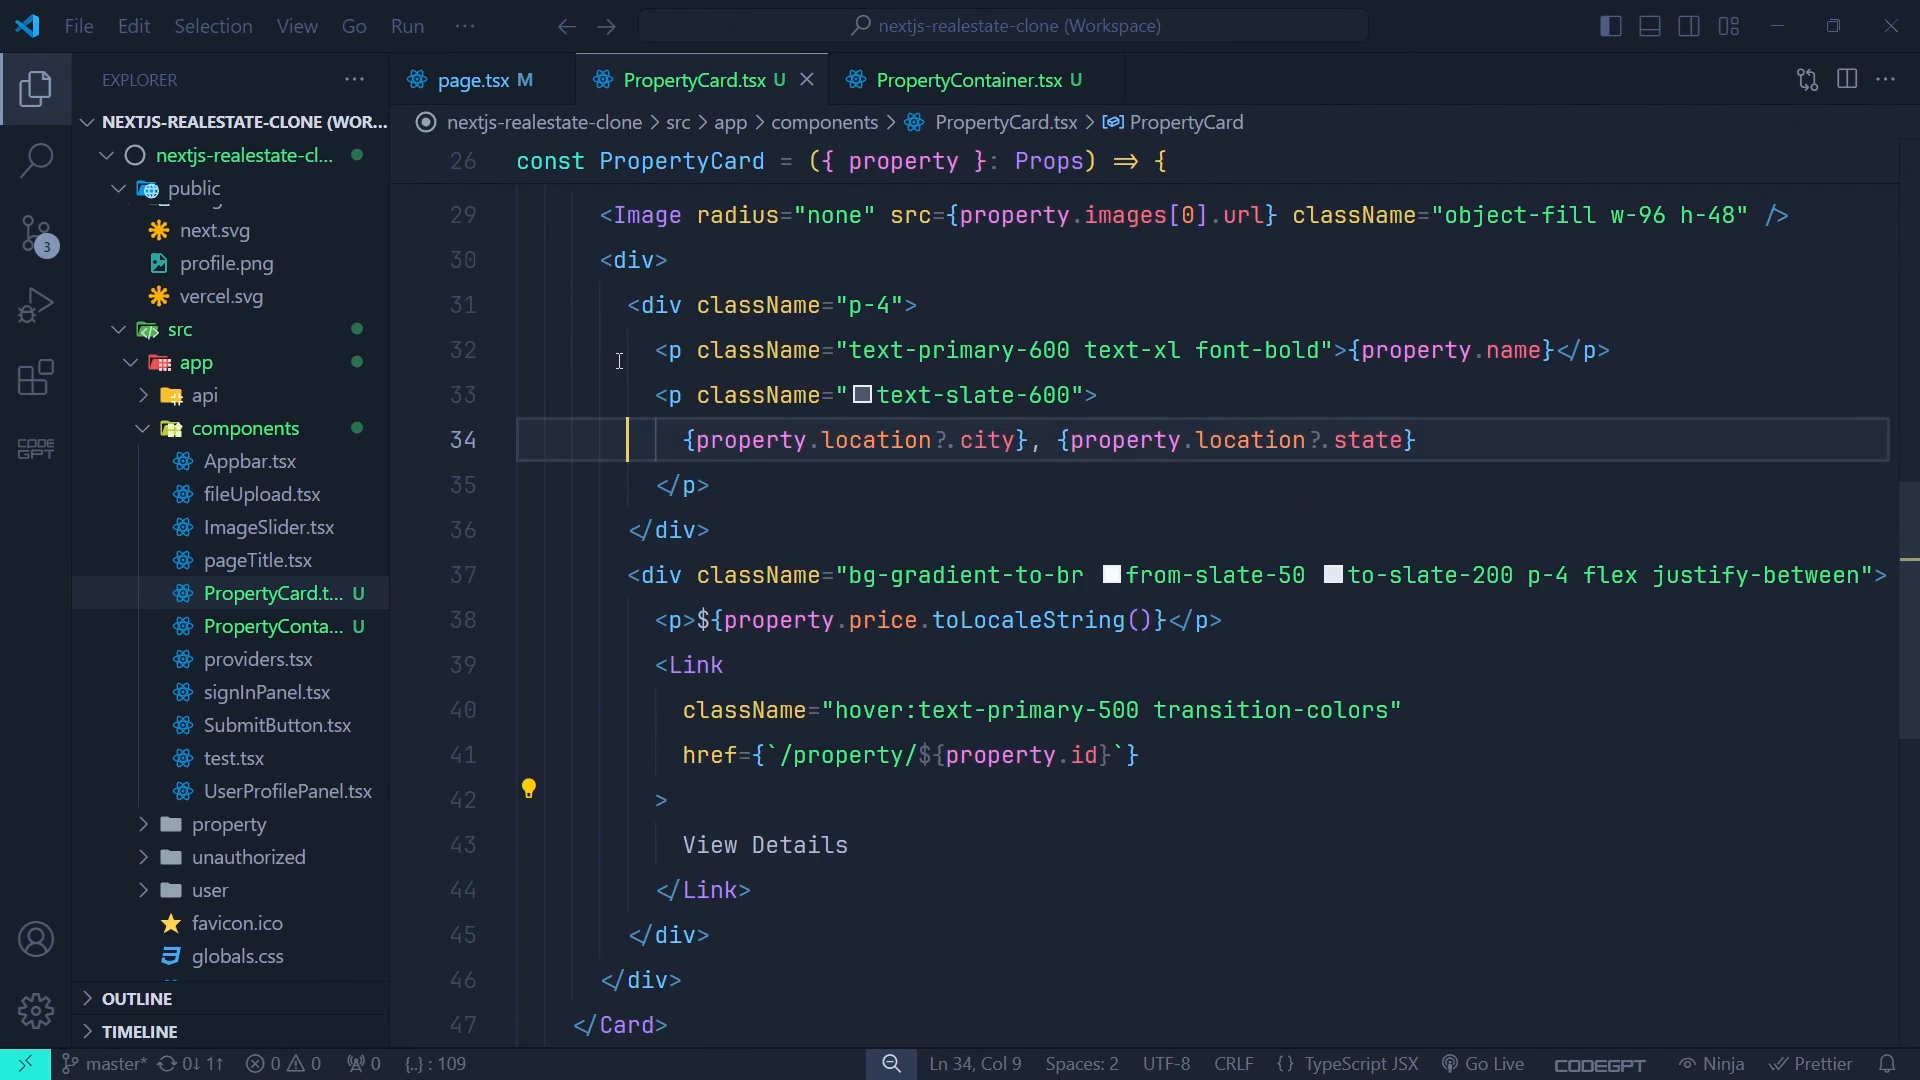 File Edit Selection View Go Run ···
nextjs-realestate-clone (Workspace)
EXPLORER
page.tsx M
PropertyCard.tsx U
PropertyContainer.tsx U
NEXTJS-REALESTATE-CLONE (WOR...
nextjs-realestate-clone > src > app > components > PropertyCard.tsx > PropertyCard
nextjs-realestate-cl...
public
next.svg
profile.png
vercel.svg
src
app
api
components
Appbar.tsx
fileUpload.tsx
ImageSlider.tsx
pageTitle.tsx
PropertyCard.t... U
PropertyConta... U
providers.tsx
signInPanel.tsx
SubmitButton.tsx
test.tsx
UserProfilePanel.tsx
property
unauthorized
user
favicon.ico
globals.css
OUTLINE
TIMELINE
3
CODE
GPT
26 const PropertyCard = ({ property }: Props) => {
29 <Image radius="none" src={property.images[0].url} className="object-fill w-96 h-48" />
30 <div>
31 <div className="p-4">
32 <p className="text-primary-600 text-xl font-bold">{property.name}</p>
33 <p className="text-slate-600">
34 {property.location?.city}, {property.location?.state}
35 </p>
36 </div>
37 <div className="bg-gradient-to-br from-slate-50 to-slate-200 p-4 flex justify-between">
38 <p>${property.price.toLocaleString()}</p>
39 <Link
40 className="hover:text-primary-500 transition-colors"
41 href={`/property/${property.id}`}
42 >
43 View Details
44 </Link>
45 </div>
46 </div>
47 </Card>
master* 0↓ 1↑ 0 0 0 {..} : 109
Ln 34, Col 9 Spaces: 2 UTF-8 CRLF {} TypeScript JSX Go Live CODEGPT Ninja Prettier